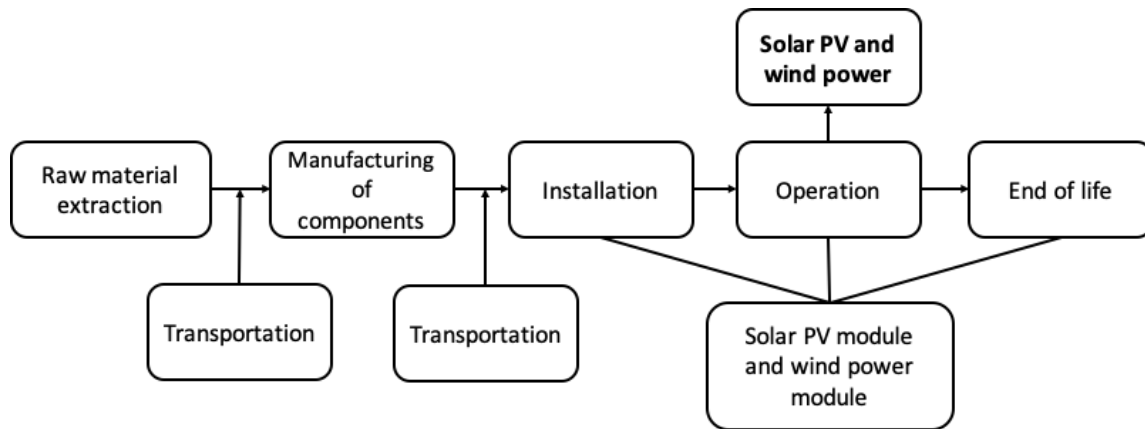 Solar PV and
wind power
Raw material
extraction
Manufacturing
of
components
Installation
Operation
End of life
Transportation
Transportation
Solar PV module
and wind power
module